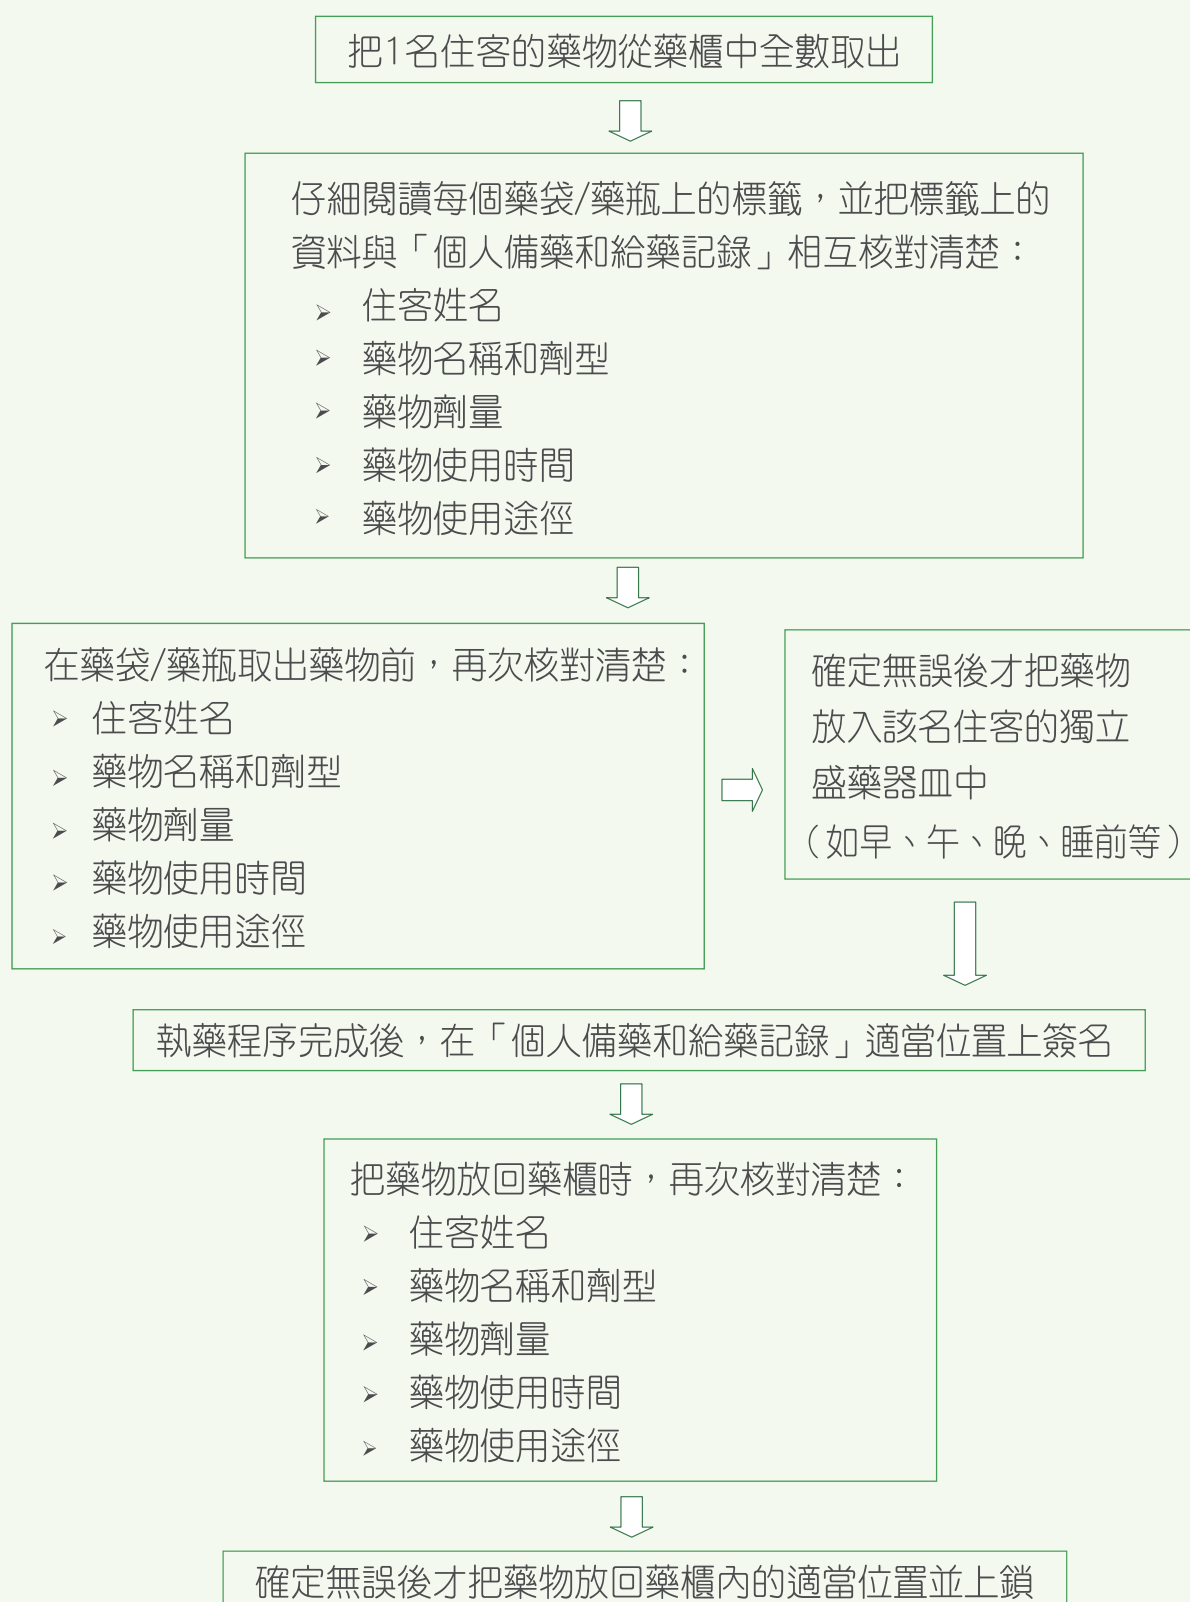 把1名住客的藥物從藥櫃中全數取出
仔細閱讀每個藥袋/藥瓶上的標籤，並把標籤上的
資料與「個人備藥和給藥記錄」相互核對清楚：
➢ 住客姓名
➢ 藥物名稱和劑型
➢ 藥物劑量
➢ 藥物使用時間
➢ 藥物使用途徑
在藥袋/藥瓶取出藥物前，再次核對清楚：
➢ 住客姓名
➢ 藥物名稱和劑型
➢ 藥物劑量
➢ 藥物使用時間
➢ 藥物使用途徑
確定無誤後才把藥物
放入該名住客的獨立
盛藥器皿中
（如早、午、晚、睡前等）
執藥程序完成後，在「個人備藥和給藥記錄」適當位置上簽名
把藥物放回藥櫃時，再次核對清楚：
➢ 住客姓名
➢ 藥物名稱和劑型
➢ 藥物劑量
➢ 藥物使用時間
➢ 藥物使用途徑
確定無誤後才把藥物放回藥櫃內的適當位置並上鎖